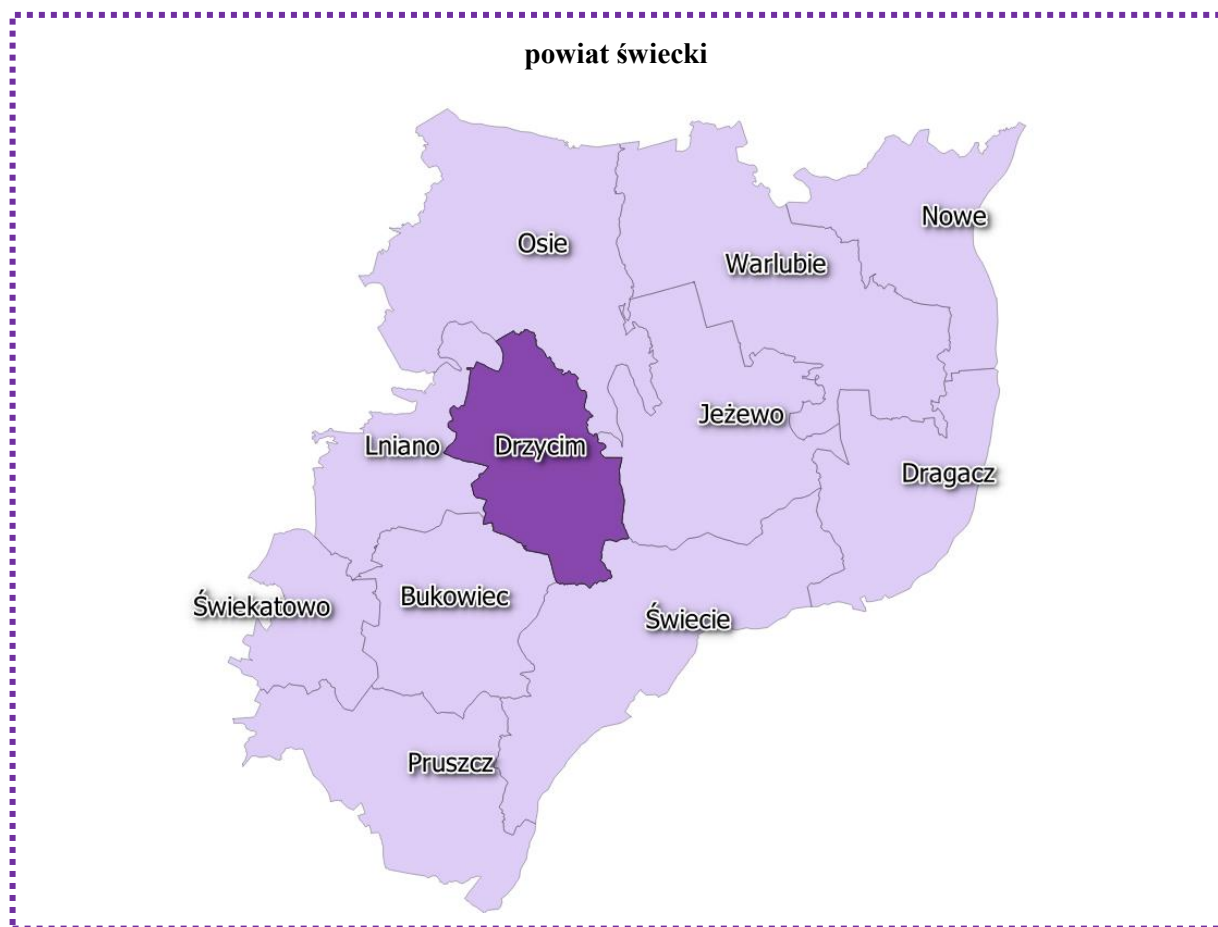 powiat świecki
Nowe
Osie
Warlubie
Jeżewo
Lniano
Drzycim
Dragacz
Świekatowo
Bukowiec
Świecie
Pruszcz